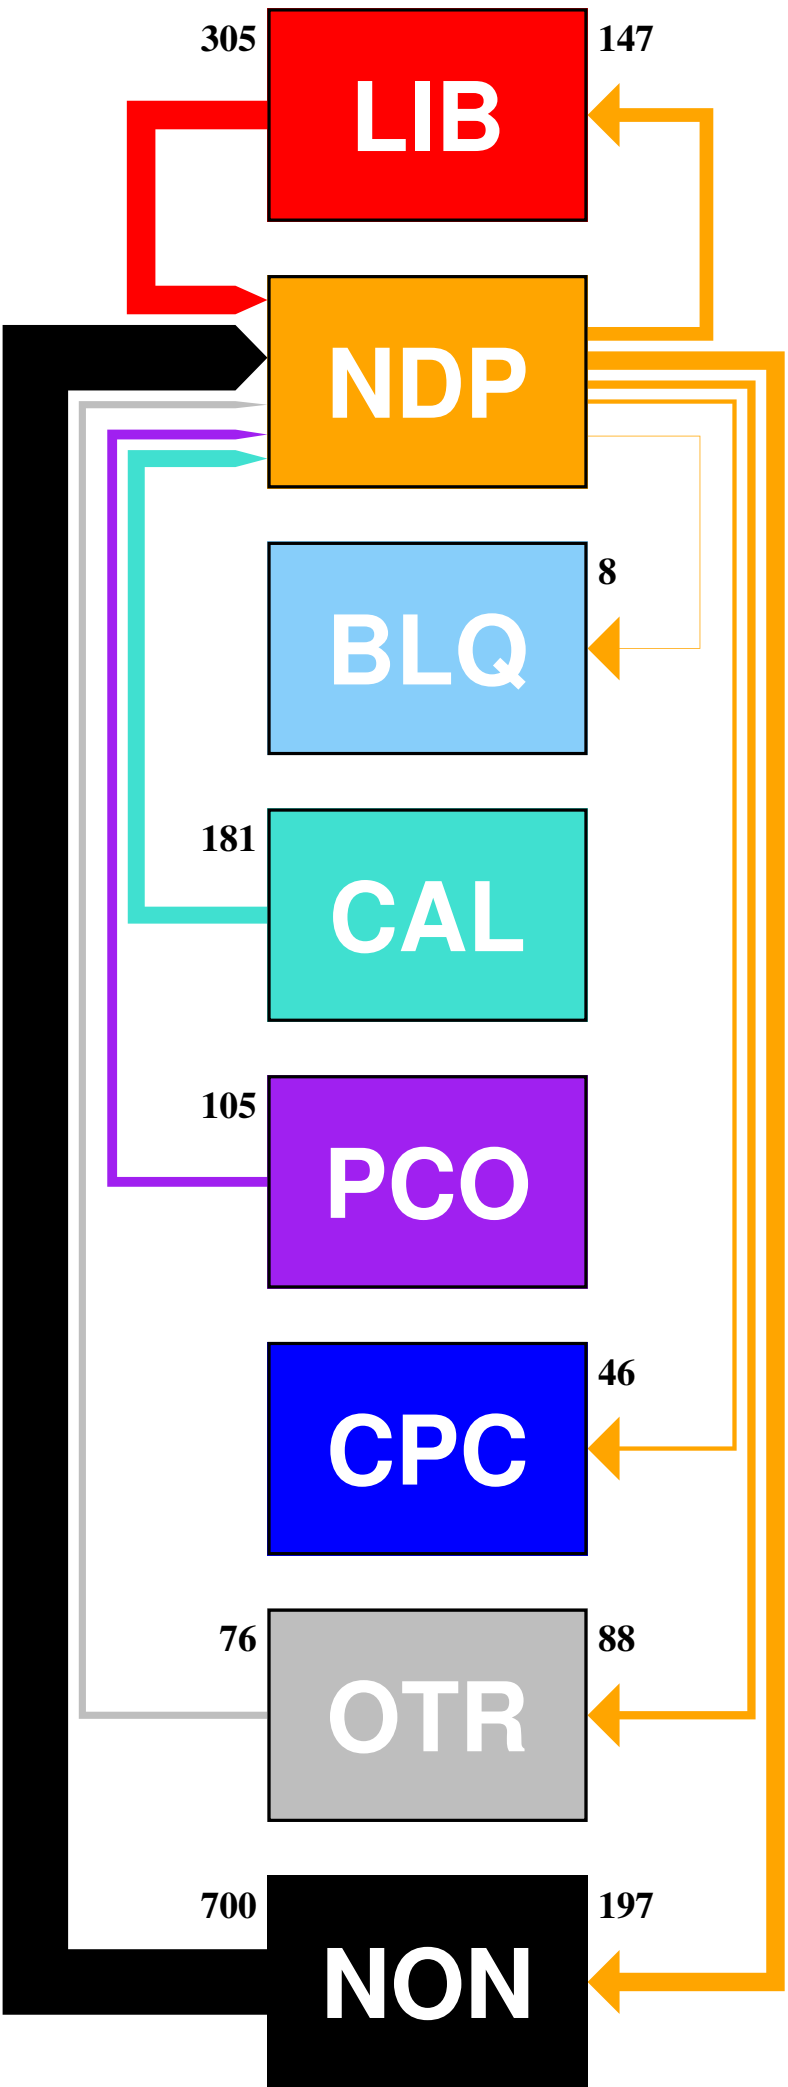 305 147
LIB
NDP
8
BLQ
181
CAL
105
PCO
46
CPC
76 88
OTR
700 197
NON